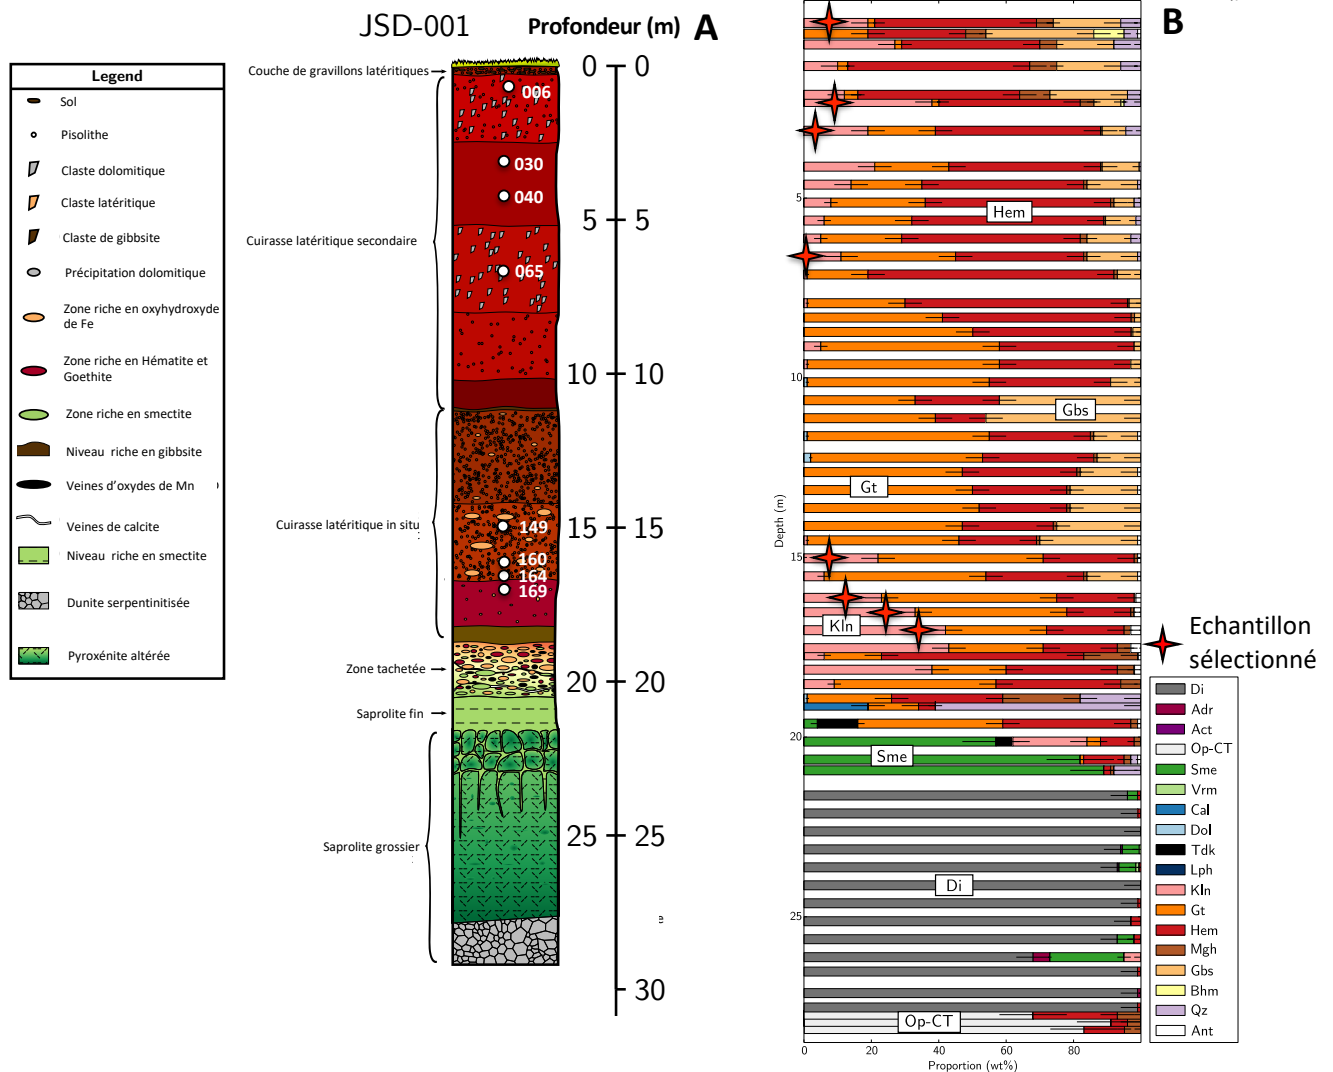 JSD-001
Profondeur (m)
A
B
Legend
Sol
Pisolithe
Claste dolomitique
Claste latéritique
Claste de gibbsite
Précipitation dolomitique
Zone riche en oxyhydroxyde
de Fe
Zone riche en Hématite et
Goethite
Zone riche en smectite
Niveau riche en gibbsite
Veines d'oxydes de Mn
Veines de calcite
Niveau riche en smectite
Dunite serpentinitisée
Pyroxénite altérée
Couche de gravillons latéritiques
Cuirasse latéritique secondaire
Cuirasse latéritique in situ
Zone tachetée
Saprolite fin
Saprolite grossier
006
030
040
065
149
160
164
169
0 0
5 5
10 10
15 15
20 20
25 25
30
Depth (m)
5
10
15
20
25
Hem
Gbs
Gt
Kln
Sme
Di
Op-CT
0 20 40 60 80
Proportion (wt%)
Echantillon
sélectionné
Di
Adr
Act
Op-CT
Sme
Vrm
Cal
Dol
Tdk
Lph
Kln
Gt
Hem
Mgh
Gbs
Bhm
Qz
Ant